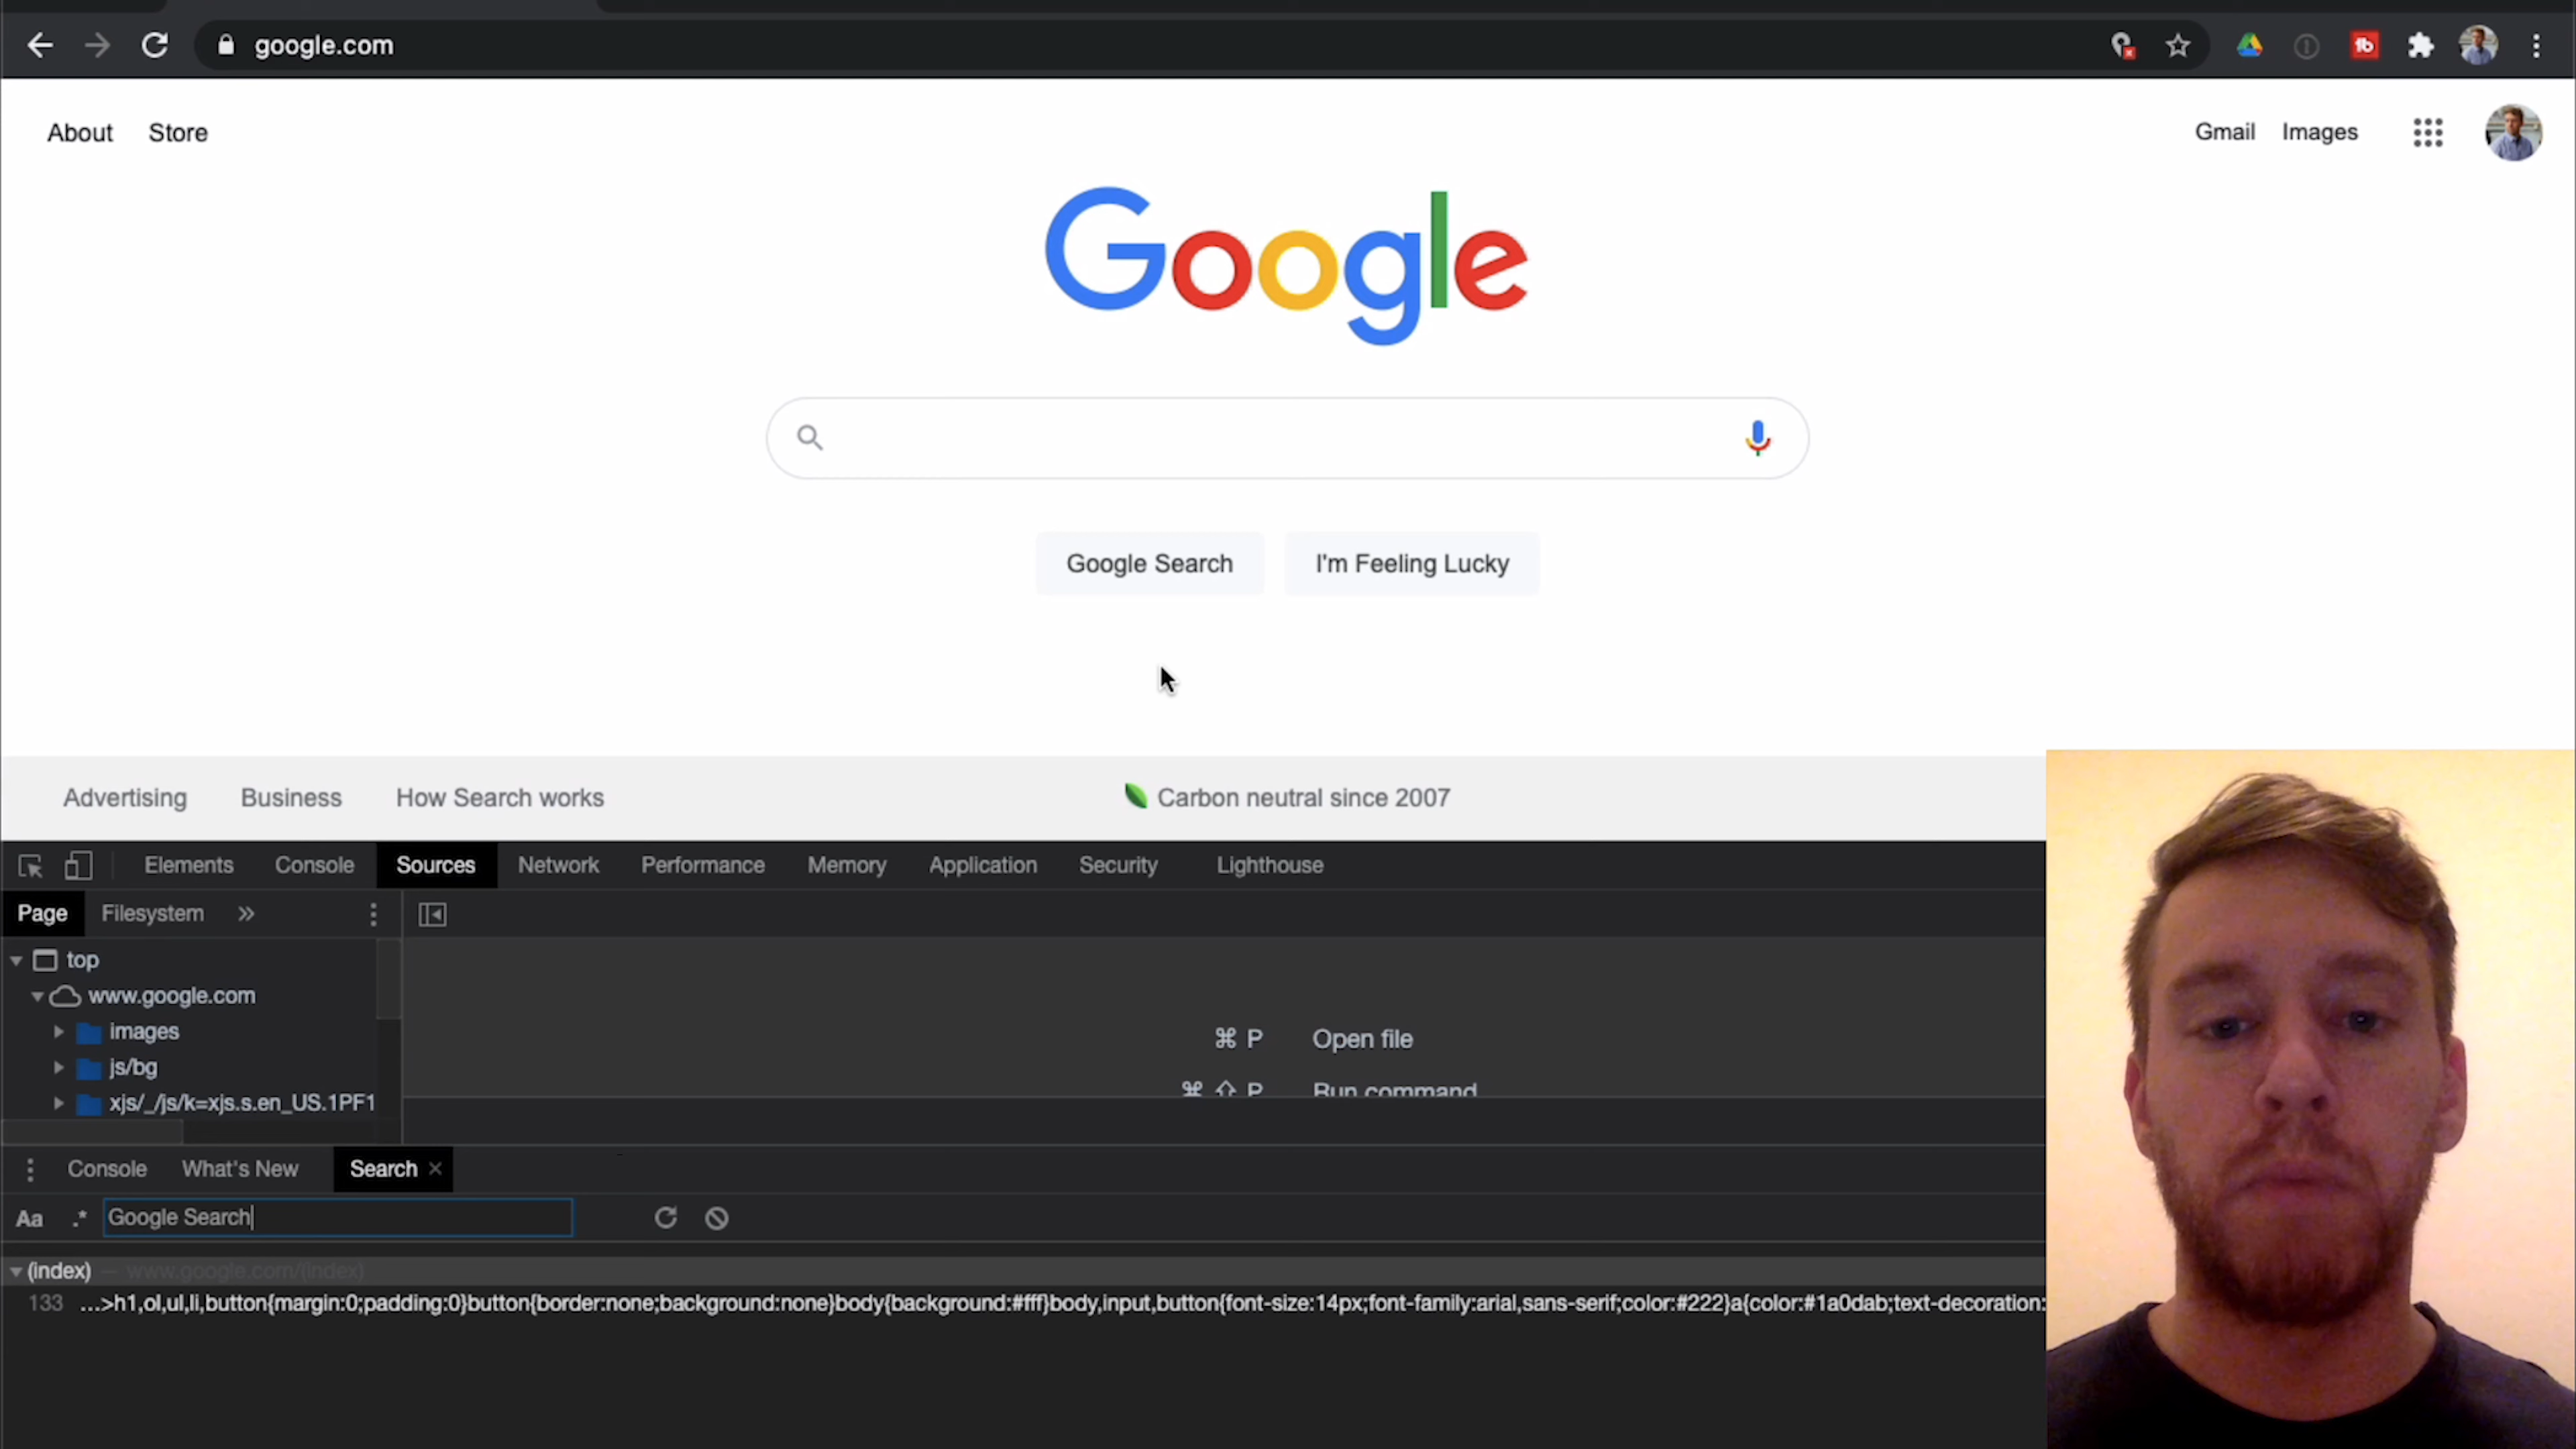 google.com
About Store Gmail Images
Google
Google Search I'm Feeling Lucky
Advertising Business How Search works Carbon neutral since 2007
Elements Console Sources Network Performance Memory Application Security Lighthouse
Page Filesystem »
top
www.google.com
images
js/bg
xjs/_/js/k=xjs.s.en_US.1PF1
⌘ P Open file
⌘ ⇧ P Run command
Console What's New Search ×
Aa .* Google Search
(index) — www.google.com/(index)
133 ...>h1,ol,ul,li,button{margin:0;padding:0}button{border:none;background:none}body{background:#fff}body,input,button{font-size:14px;font-family:arial,sans-serif;color:#222}a{color:#1a0dab;text-decoration: